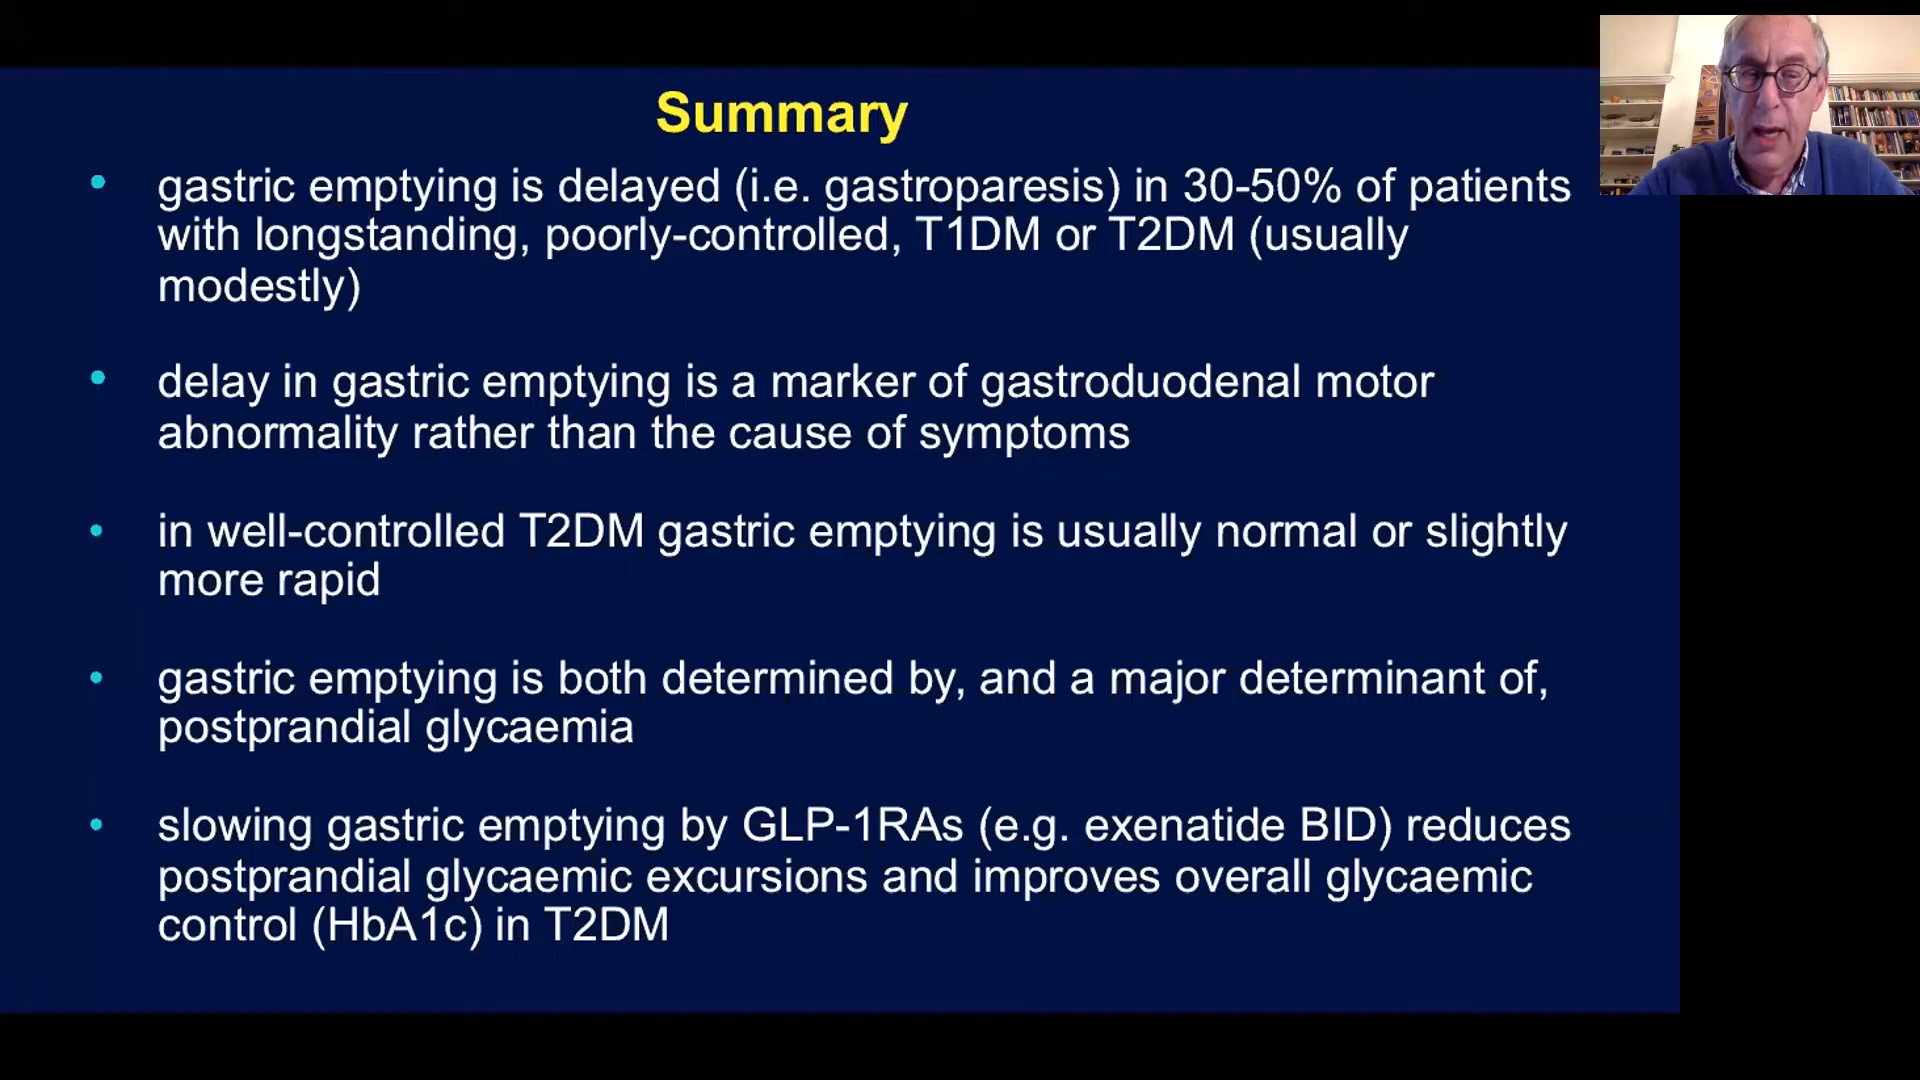 Summary
• gastric emptying is delayed (i.e. gastroparesis) in 30-50% of patients
with longstanding, poorly-controlled, T1DM or T2DM (usually
modestly)
• delay in gastric emptying is a marker of gastroduodenal motor
abnormality rather than the cause of symptoms
• in well-controlled T2DM gastric emptying is usually normal or slightly
more rapid
• gastric emptying is both determined by, and a major determinant of,
postprandial glycaemia
• slowing gastric emptying by GLP-1RAs (e.g. exenatide BID) reduces
postprandial glycaemic excursions and improves overall glycaemic
control (HbA1c) in T2DM